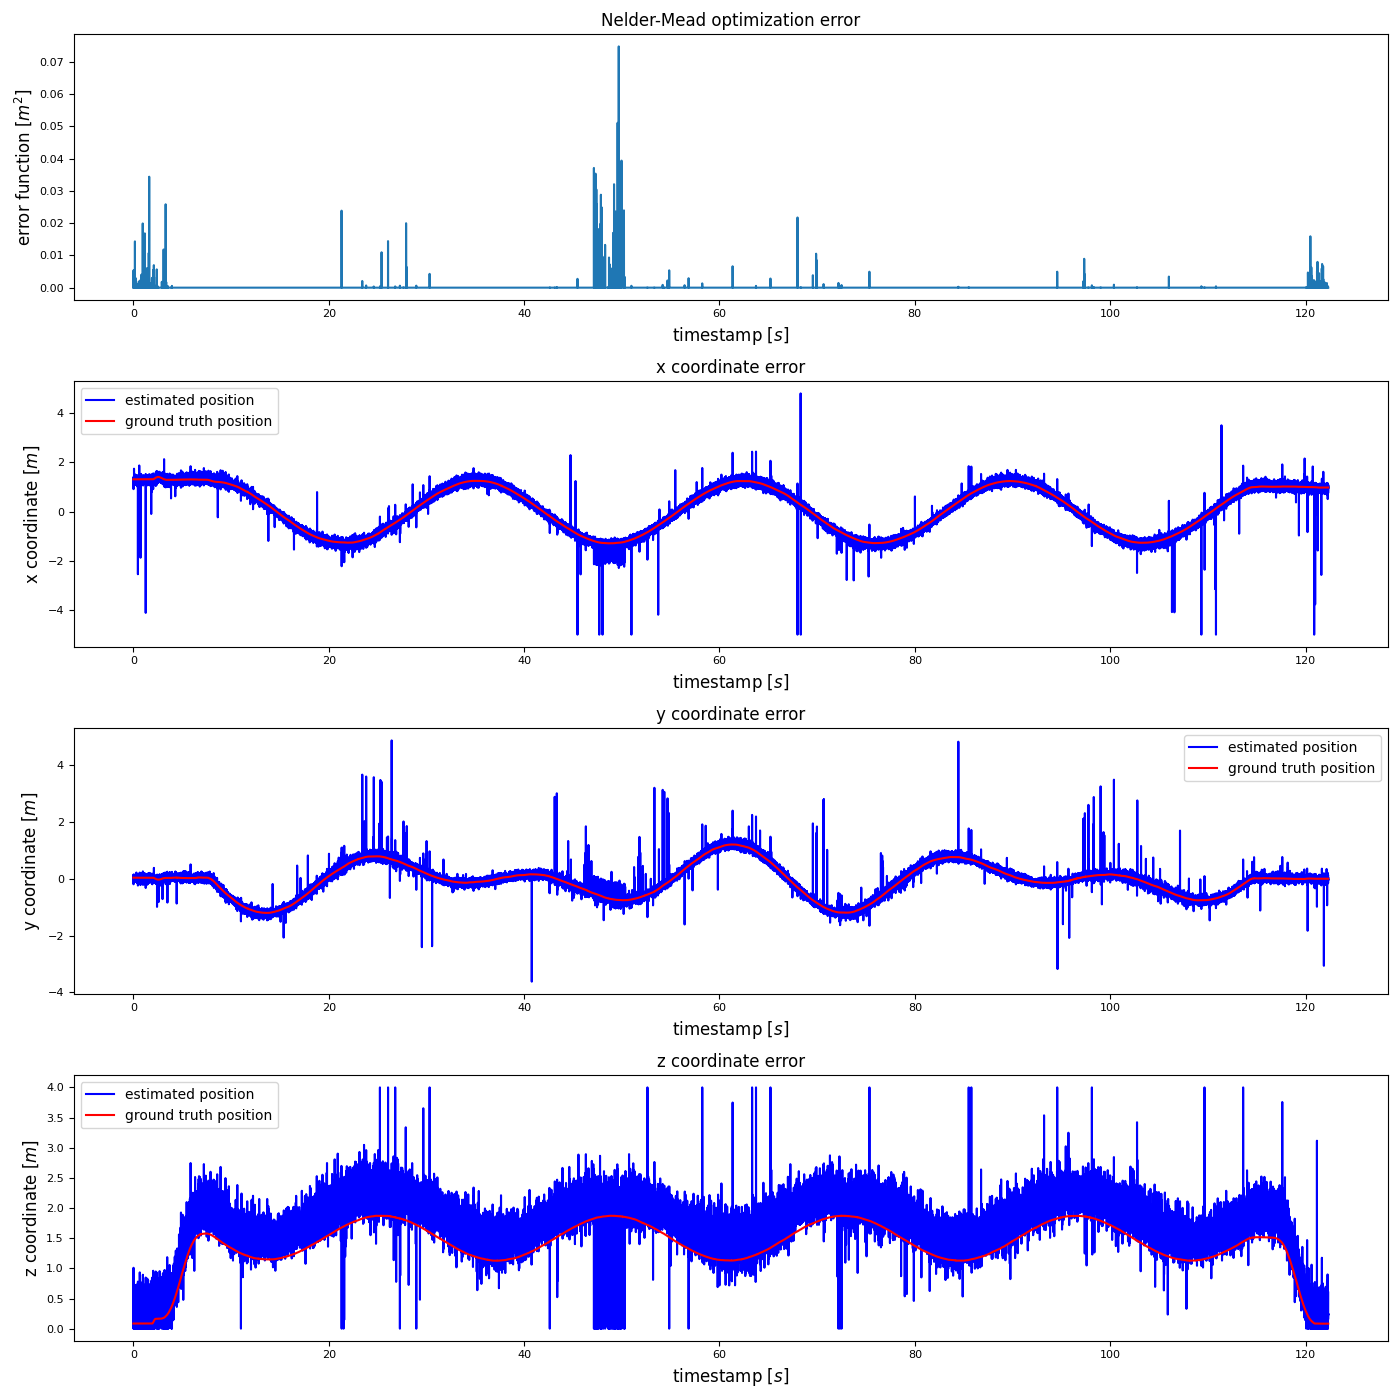 Nelder-Mead optimization error
error function [m²]
0.07
0.06
0.05
0.04
0.03
0.02
0.01
0.00
0 20 40 60 80 100 120
timestamp [s]
x coordinate error
x coordinate [m]
estimated position
ground truth position
4
2
0
−2
−4
0 20 40 60 80 100 120
timestamp [s]
y coordinate error
y coordinate [m]
estimated position
ground truth position
4
2
0
−2
−4
0 20 40 60 80 100 120
timestamp [s]
z coordinate error
z coordinate [m]
estimated position
ground truth position
4.0
3.5
3.0
2.5
2.0
1.5
1.0
0.5
0.0
0 20 40 60 80 100 120
timestamp [s]